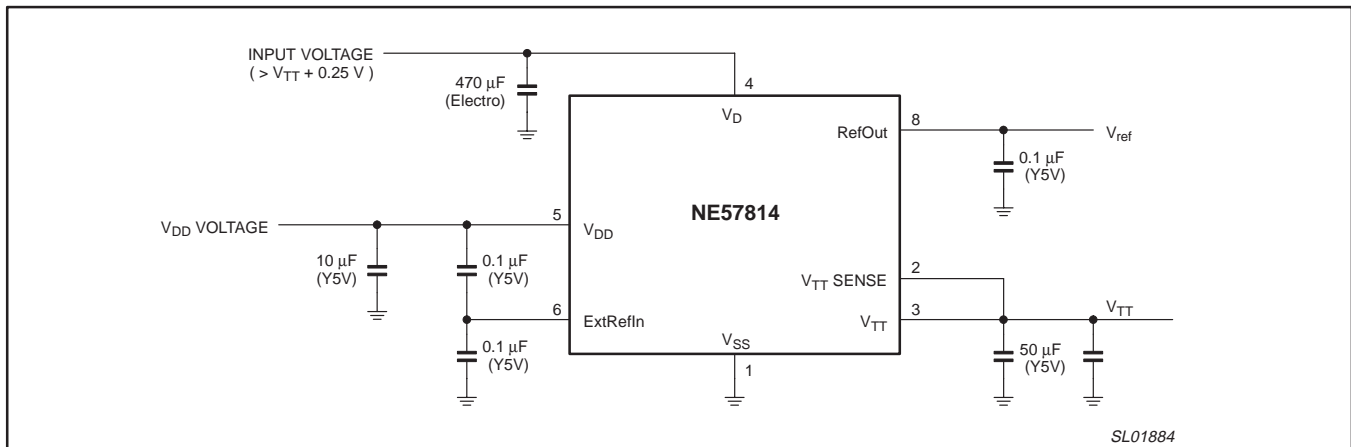 INPUT VOLTAGE
( > VTT + 0.25 V )
470 µF
(Electro)
4
VD
RefOut
8
Vref
0.1 µF
(Y5V)
NE57814
VDD VOLTAGE
5
VDD
10 µF
(Y5V)
0.1 µF
(Y5V)
VTT SENSE
2
6
ExtRefIn
VTT
3
VTT
0.1 µF
(Y5V)
VSS
1
50 µF
(Y5V)
SL01884